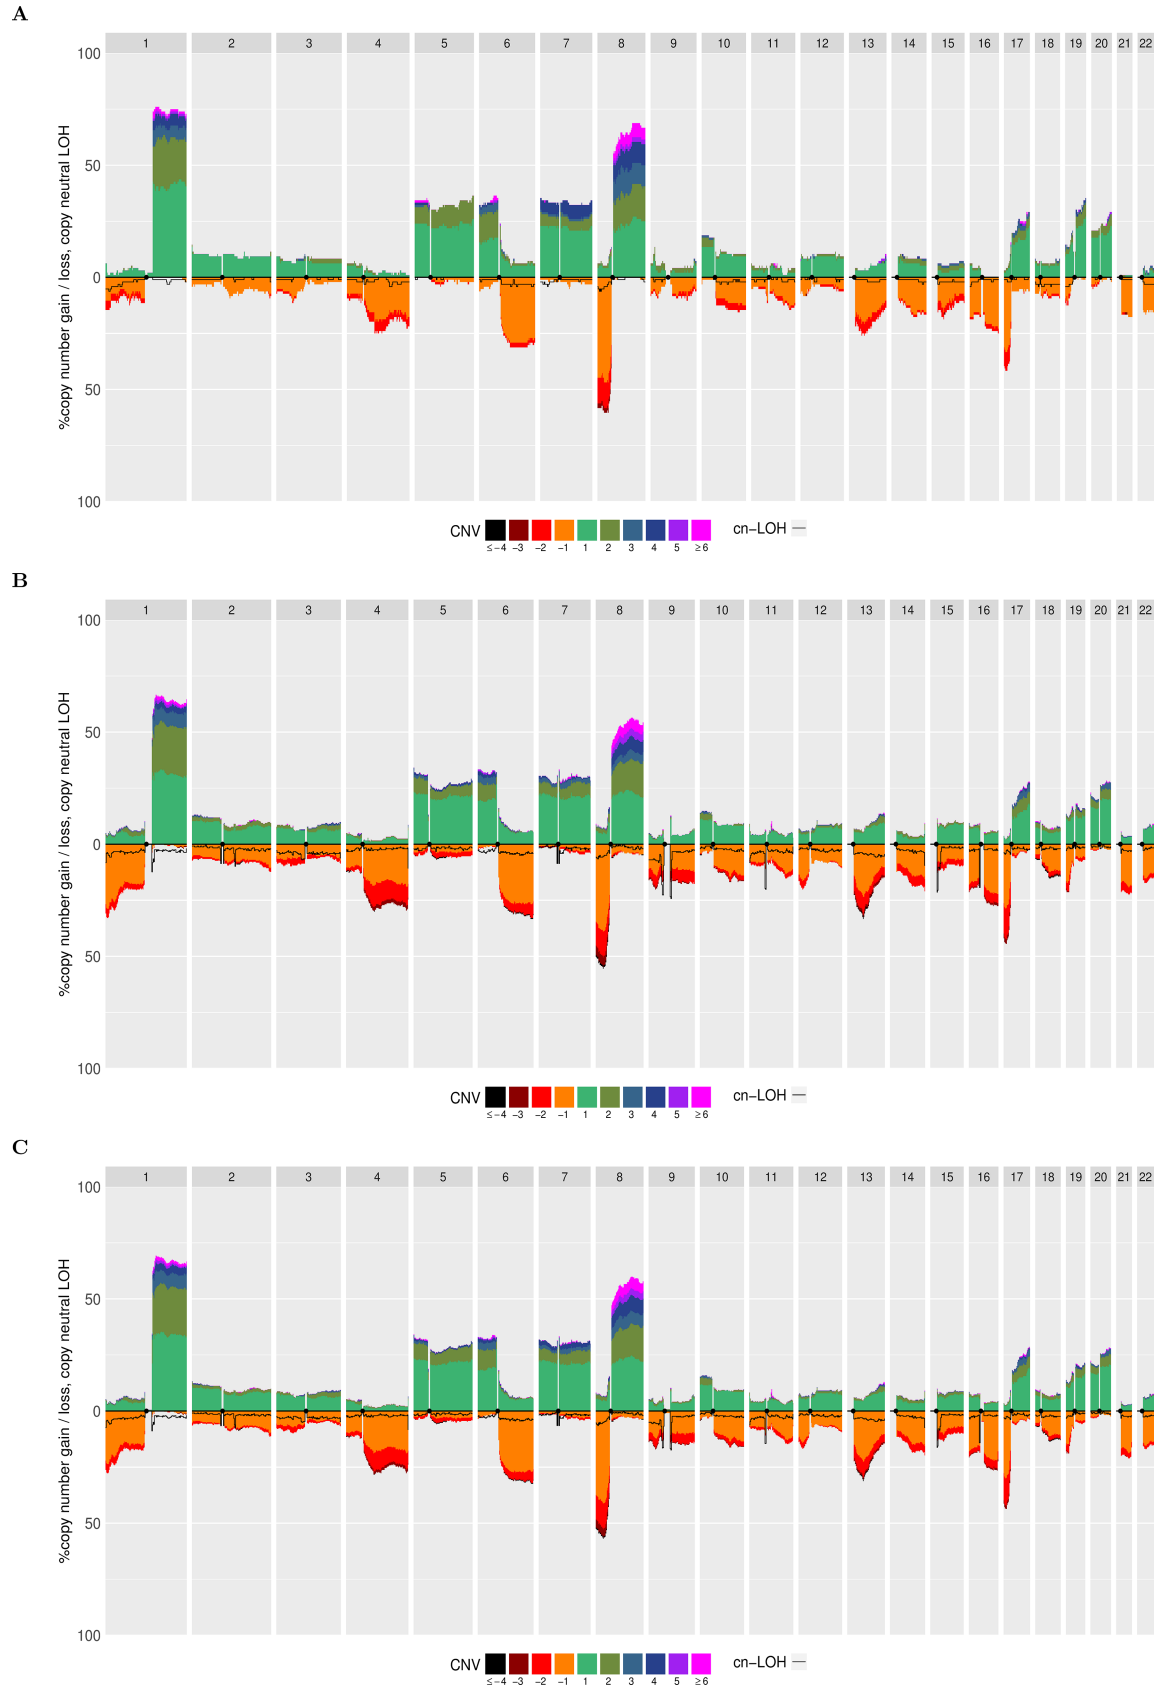 A
1 2 3 4 5 6 7 8 9 10 11 12 13 14 15 16 17 18 19 20 21 22
100
50
0
50
100
%copy number gain / loss, copy neutral LOH
CNV ≤−4 −3 −2 −1 1 2 3 4 5 ≥6 cn−LOH
B
1 2 3 4 5 6 7 8 9 10 11 12 13 14 15 16 17 18 19 20 21 22
100
50
0
50
100
%copy number gain / loss, copy neutral LOH
CNV ≤−4 −3 −2 −1 1 2 3 4 5 ≥6 cn−LOH
C
1 2 3 4 5 6 7 8 9 10 11 12 13 14 15 16 17 18 19 20 21 22
100
50
0
50
100
%copy number gain / loss, copy neutral LOH
CNV ≤−4 −3 −2 −1 1 2 3 4 5 ≥6 cn−LOH